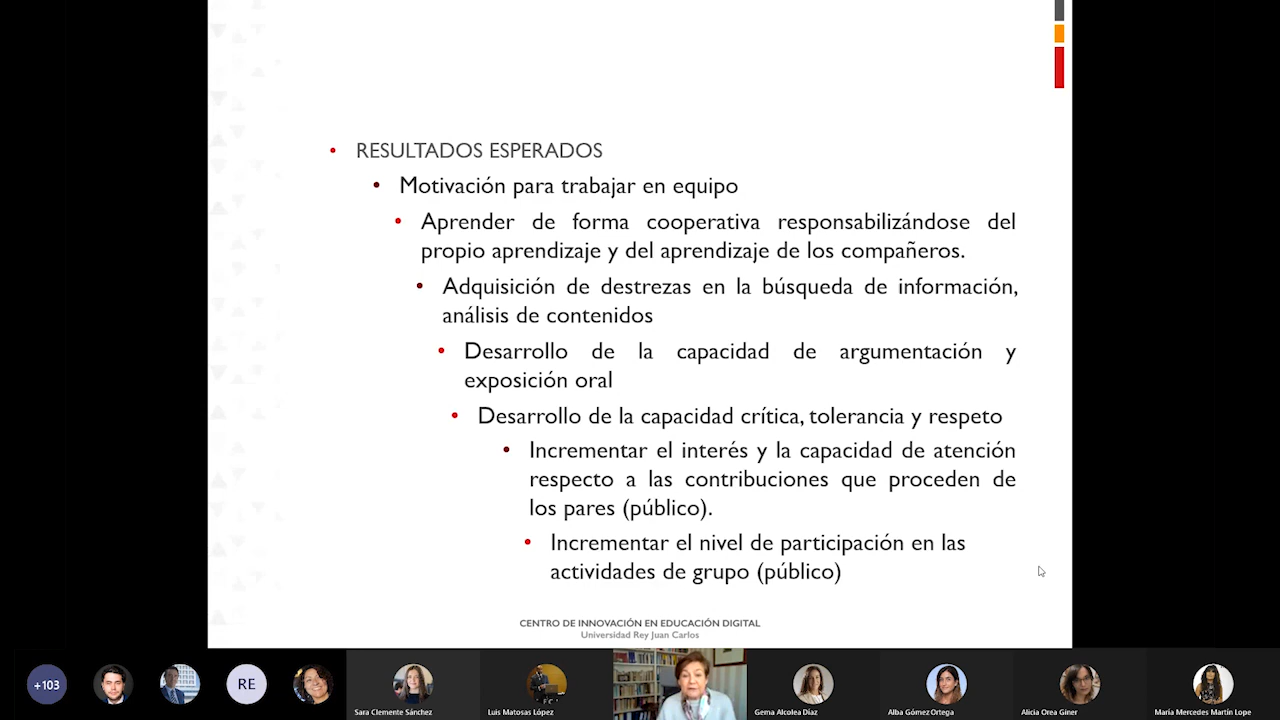 RESULTADOS ESPERADOS
Motivación para trabajar en equipo
Aprender de forma cooperativa responsabilizándose del
propio aprendizaje y del aprendizaje de los compañeros.
Adquisición de destrezas en la búsqueda de información,
análisis de contenidos
Desarrollo de la capacidad de argumentación y
exposición oral
Desarrollo de la capacidad crítica, tolerancia y respeto
Incrementar el interés y la capacidad de atención
respecto a las contribuciones que proceden de
los pares (público).
Incrementar el nivel de participación en las
actividades de grupo (público)
CENTRO DE INNOVACIÓN EN EDUCACIÓN DIGITAL
Universidad Rey Juan Carlos
+103
RE
Sara Clemente Sánchez
Luis Matosas López
Gema Alcolea Díaz
Alba Gómez Ortega
Alicia Orea Giner
María Mercedes Martín Lope